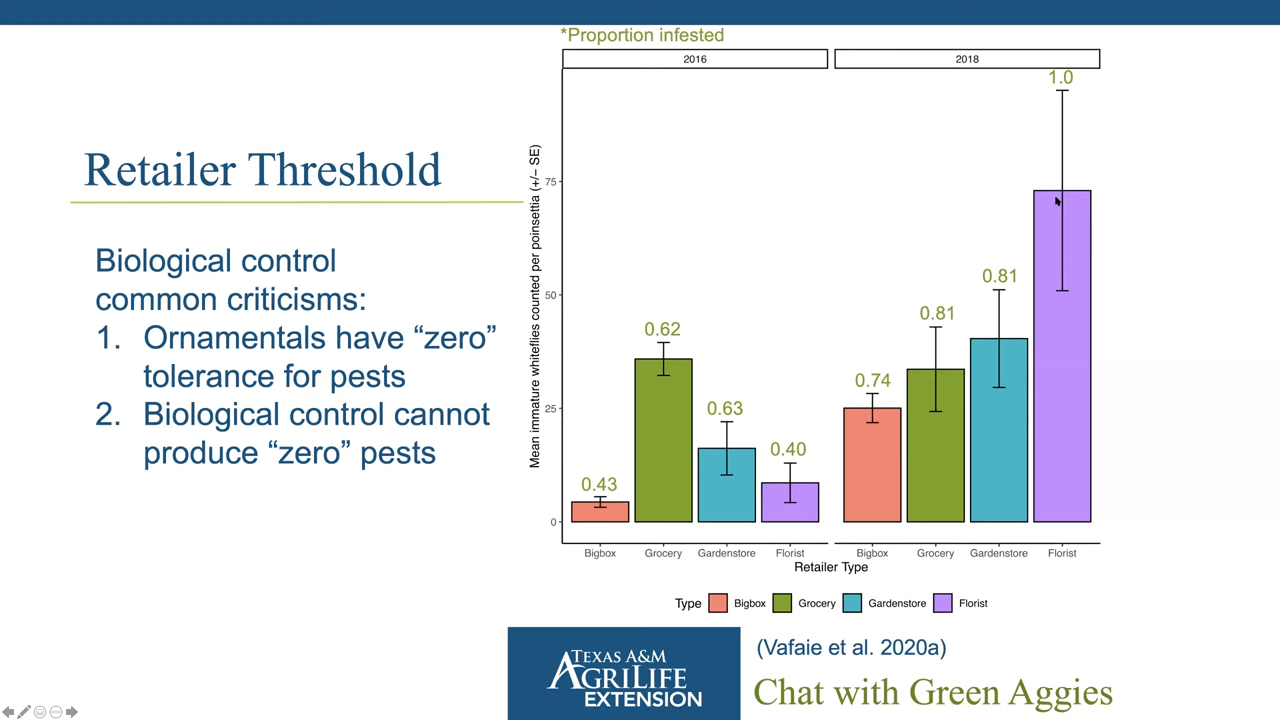 *Proportion infested
2016
2018
1.0
Retailer Threshold
Biological control
common criticisms:
1. Ornamentals have “zero”
tolerance for pests
2. Biological control cannot
produce “zero” pests
Mean immature whiteflies counted per poinsettia (+/− SE)
75
50
25
0
0.43
0.62
0.63
0.40
0.74
0.81
0.81
Bigbox
Grocery
Gardenstore
Florist
Bigbox
Grocery
Gardenstore
Florist
Retailer Type
Type Bigbox Grocery Gardenstore Florist
TEXAS A&M
AGRILIFE
EXTENSION
(Vafaie et al. 2020a)
Chat with Green Aggies